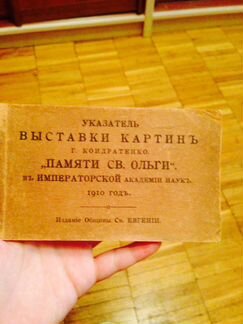 УКАЗАТЕЛЬ
ВЫСТАВКИ КАРТИНЪ
Г. КОНДРАТЕНКО.
„ПАМЯТИ СВ. ОЛЬГИ“.
ВЪ ИМПЕРАТОРСКОЙ АКАДЕМІИ НАУКЪ.
1910 ГОДЪ.
Изданіе Общины Св. ЕВГЕНІИ.